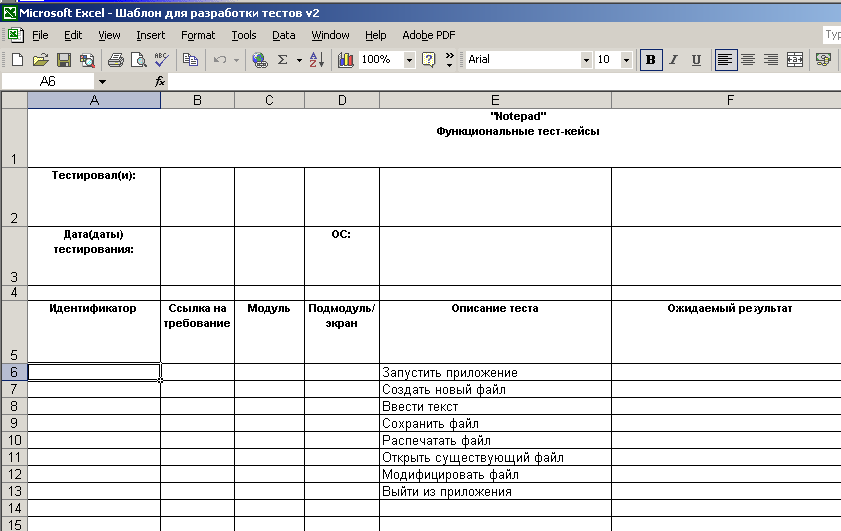 Microsoft Excel - Шаблон для разработки тестов v2
File Edit View Insert Format Tools Data Window Help Adobe PDF
100% Arial 10 B I U
A6 fx
A B C D E F
"Notepad"
Функциональные тест-кейсы
1
Тестировал(и):
2
Дата(даты) ОС:
тестирования:
3
4
Идентификатор Ссылка на Модуль Подмодуль/ Описание теста Ожидаемый результат
требование экран
5
6 Запустить приложение
7 Создать новый файл
8 Ввести текст
9 Сохранить файл
10 Распечатать файл
11 Открыть существующий файл
12 Модифицировать файл
13 Выйти из приложения
14
15